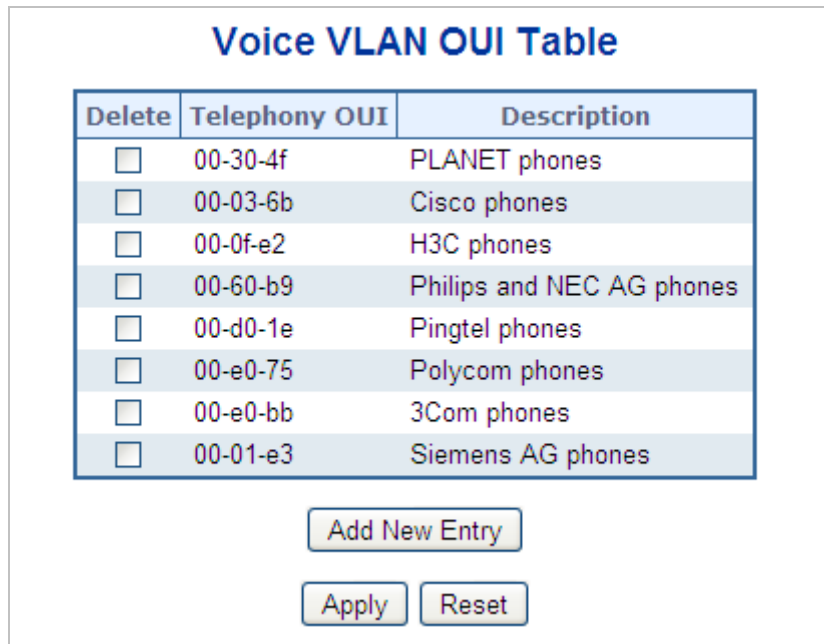 Voice VLAN OUI Table
Delete Telephony OUI Description
00-30-4f PLANET phones
00-03-6b Cisco phones
00-0f-e2 H3C phones
00-60-b9 Philips and NEC AG phones
00-d0-1e Pingtel phones
00-e0-75 Polycom phones
00-e0-bb 3Com phones
00-01-e3 Siemens AG phones
Add New Entry
Apply Reset